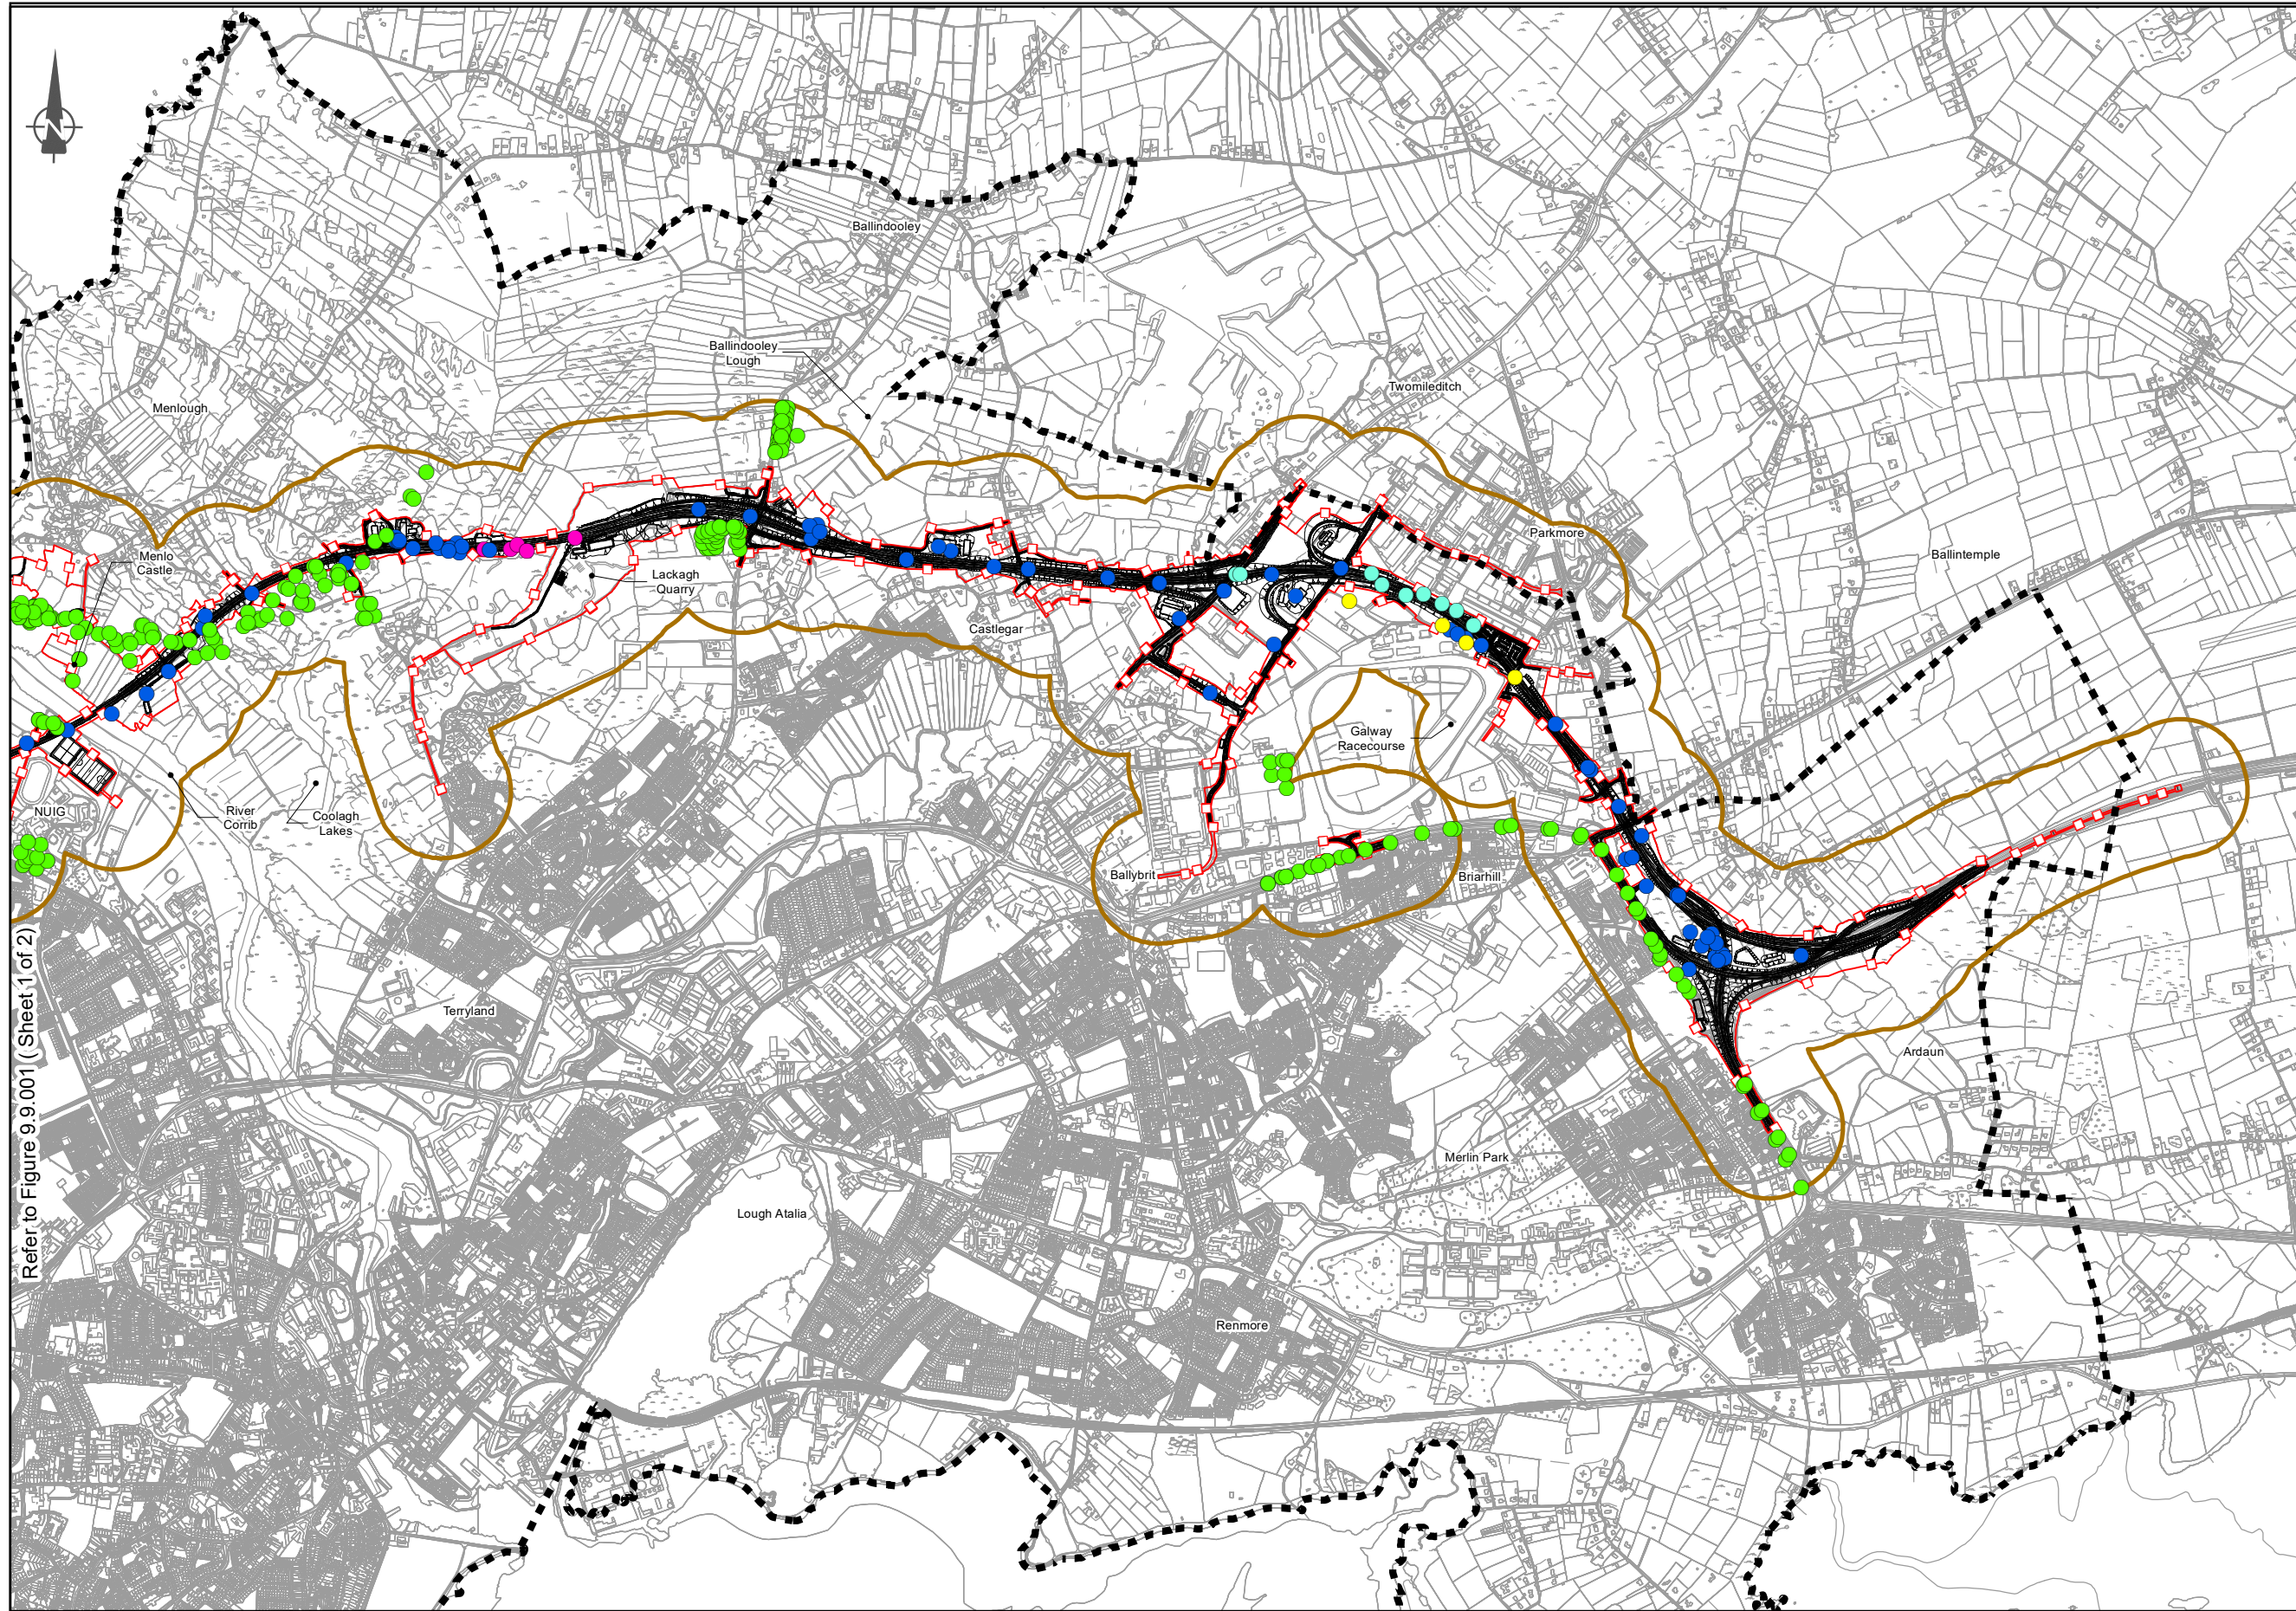 N
Ballindooley
Ballindooley
Lough
Twomileditch
Menlough
Parkmore
Ballintemple
Menlo
Castle
Lackagh
Quarry
Castlegar
Galway
Racecourse
NUIG
River
Corrib
Coolagh
Lakes
Ballybrit
Briarhill
Terryland
Ardaun
Merlin Park
Lough Atalia
Renmore
Refer to Figure 9.9.001 ( Sheet 1 of 2)